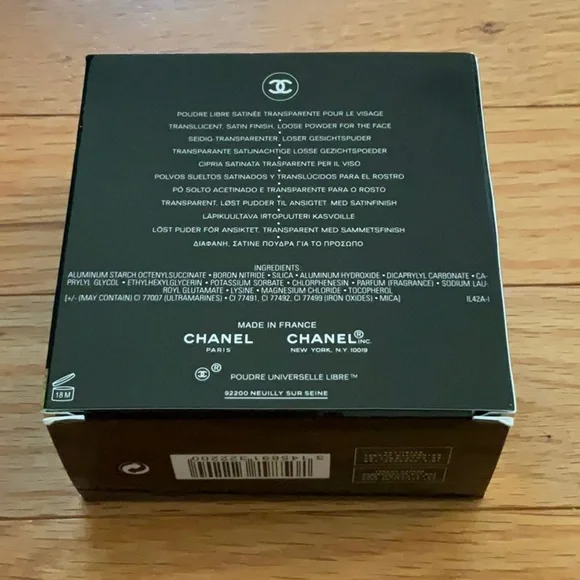 POUDRE LIBRE SATINÉE TRANSPARENTE POUR LE VISAGE
TRANSLUCENT, SATIN FINISH, LOOSE POWDER FOR THE FACE
SEIDIG-TRANSPARENTER, LOSER GESICHTSPUDER
TRANSPARANTE SATIJNACHTIGE LOSSE GEZICHTSPOEDER
CIPRIA SATINATA TRASPARENTE PER IL VISO
POLVOS SUELTOS SATINADOS Y TRANSLÚCIDOS PARA EL ROSTRO
PÓ SOLTO ACETINADO E TRANSPARENTE PARA O ROSTO
TRANSPARENT, LØST PUDDER TIL ANSIGTET MED SATINFINISH
LÄPIKUULTAVA IRTOPUUTERI KASVOILLE
LÖST PUDER FÖR ANSIKTET, TRANSPARENT MED SAMMETSFINISH
ΔΙΑΦΑΝΗ, ΣΑΤΙΝΕ ΠΟΥΔΡΑ ΓΙΑ ΤΟ ΠΡΟΣΩΠΟ
INGREDIENTS:
ALUMINUM STARCH OCTENYLSUCCINATE • BORON NITRIDE • SILICA • ALUMINUM HYDROXIDE • DICAPRYLYL CARBONATE • CA-
PRYLYL GLYCOL • ETHYLHEXYLGLYCERIN • POTASSIUM SORBATE • CHLORPHENESIN • PARFUM (FRAGRANCE) • SODIUM LAU-
ROYL GLUTAMATE • LYSINE • MAGNESIUM CHLORIDE • TOCOPHEROL
[+/- (MAY CONTAIN) CI 77007 (ULTRAMARINES) • CI 77491, CI 77492, CI 77499 (IRON OXIDES) • MICA] IL42A-I
MADE IN FRANCE
CHANEL CHANEL® INC.
PARIS NEW YORK, N.Y. 10019
® POUDRE UNIVERSELLE LIBRE™
92200 NEUILLY SUR SEINE
18 M
3 145891 322200